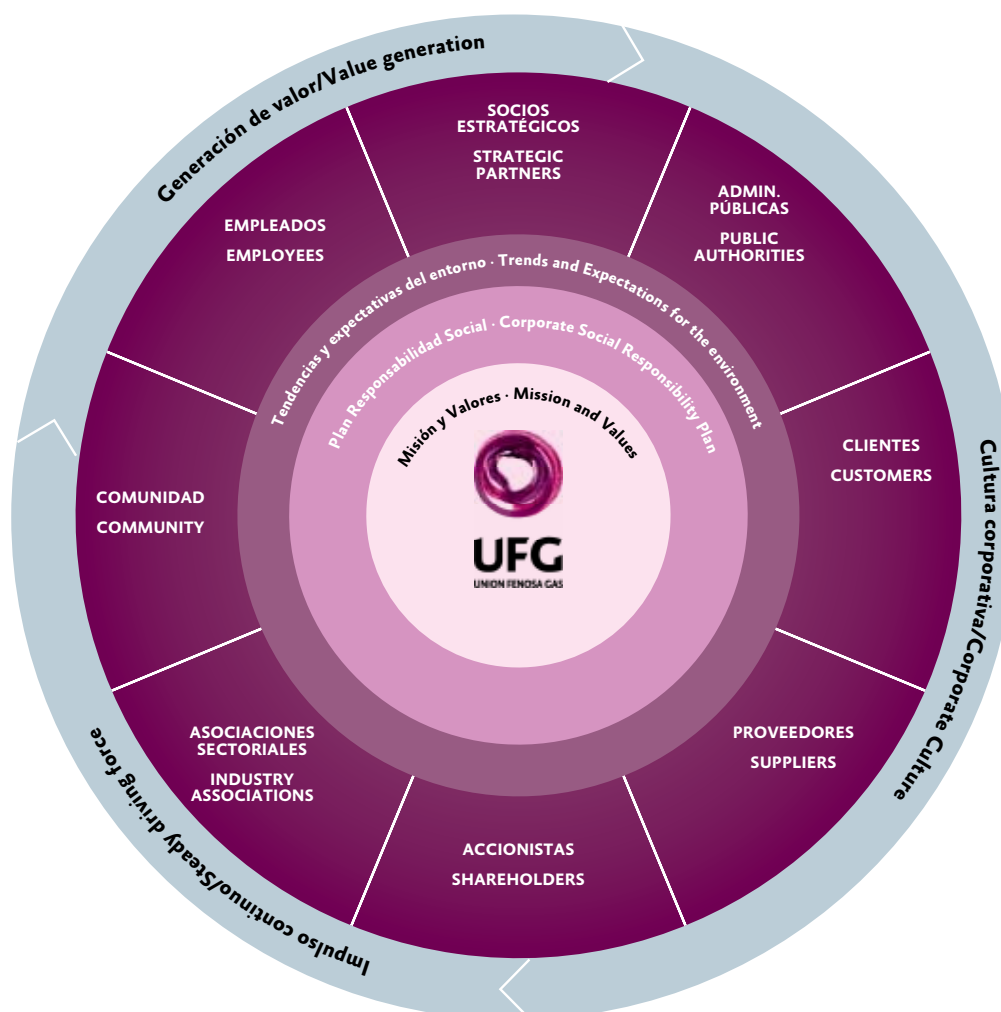 Generación de valor/Value generation
SOCIOS
ESTRATÉGICOS
STRATEGIC
PARTNERS
ADMIN.
PÚBLICAS
PUBLIC
AUTHORITIES
EMPLEADOS
EMPLOYEES
Tendencias y expectativas del entorno · Trends and Expectations for the environment
Plan Responsabilidad Social · Corporate Social Responsibility Plan
Misión y Valores · Mission and Values
UFG
UNION FENOSA GAS
CLIENTES
CUSTOMERS
Cultura corporativa/Corporate Culture
COMUNIDAD
COMMUNITY
ASOCIACIONES
SECTORIALES
INDUSTRY
ASSOCIATIONS
PROVEEDORES
SUPPLIERS
ACCIONISTAS
SHAREHOLDERS
Impulso continuo/Steady driving force